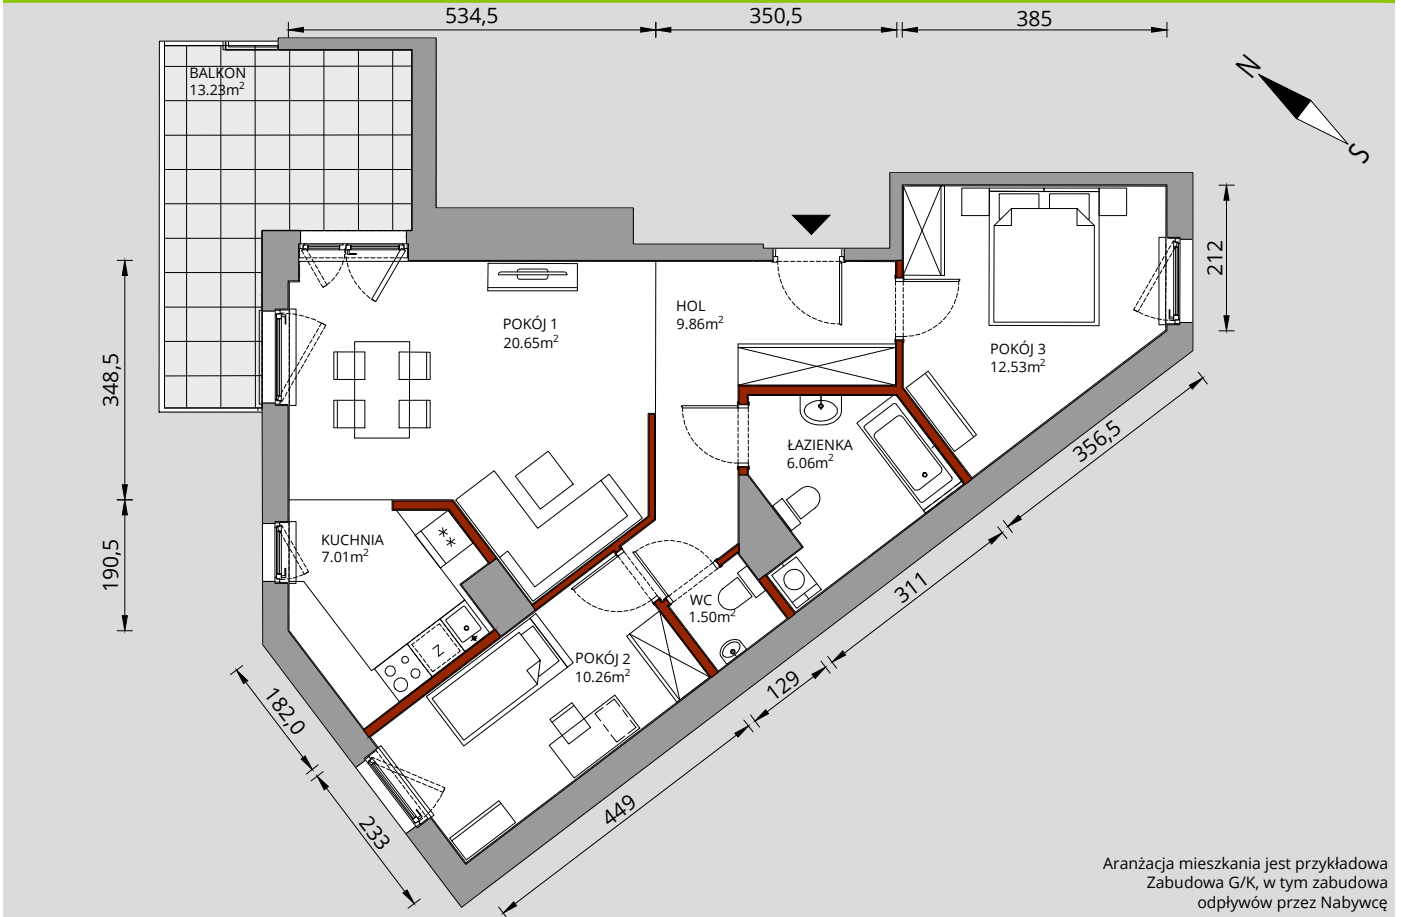 534,5
350,5
385
BALKON
13.23m²
N
S
212
HOL
9.86m²
POKÓJ 1
20.65m²
POKÓJ 3
12.53m²
348,5
ŁAZIENKA
6.06m²
356,5
KUCHNIA
7.01m²
190,5
311
WC
1.50m²
Z
POKÓJ 2
10.26m²
129
182,0
449
233
Aranżacja mieszkania jest przykładowa
Zabudowa G/K, w tym zabudowa
odpływów przez Nabywcę